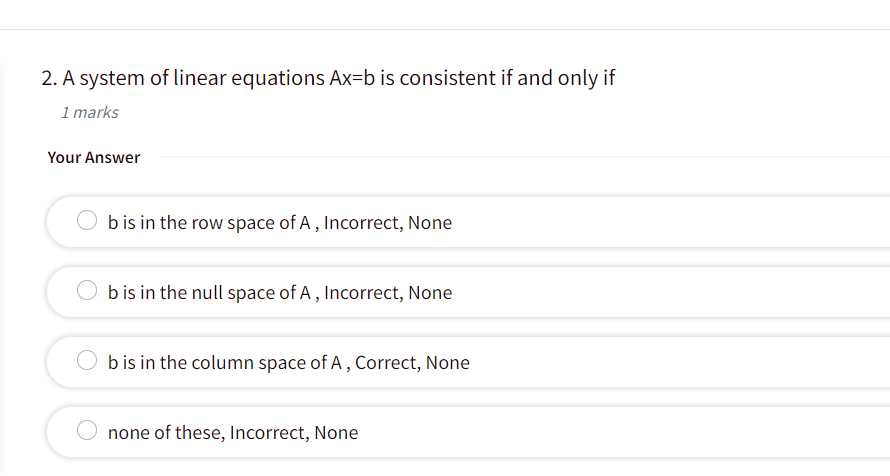 2. A system of linear equations Ax=b is consistent if and only if
1 marks
Your Answer
b is in the row space of A , Incorrect, None
b is in the null space of A , Incorrect, None
b is in the column space of A , Correct, None
none of these, Incorrect, None